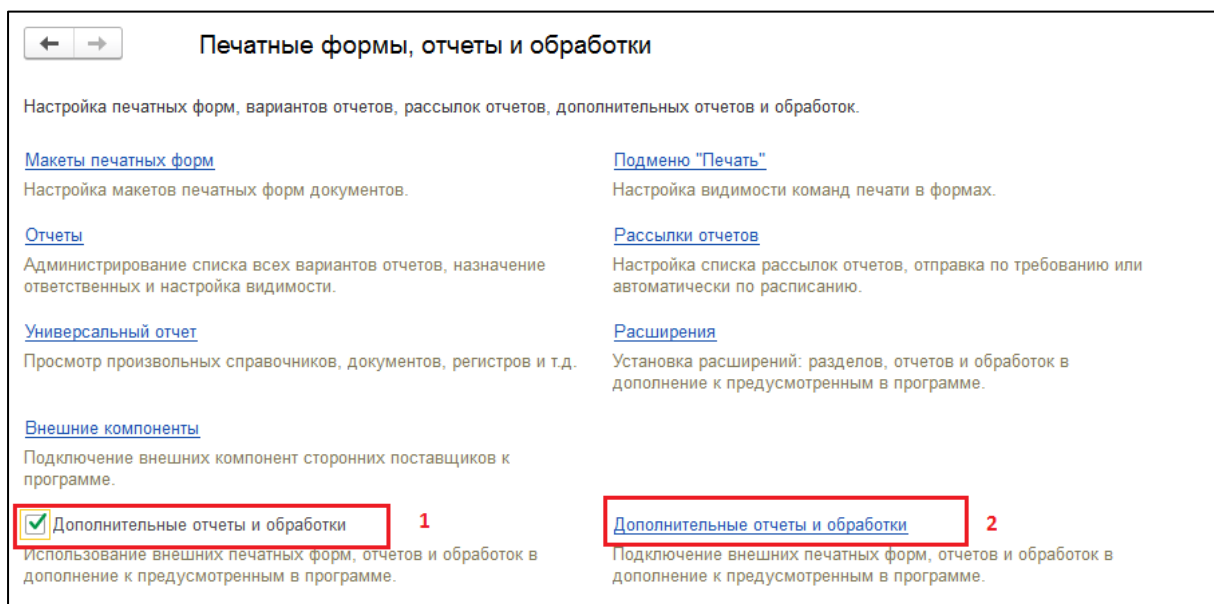 Печатные формы, отчеты и обработки
Настройка печатных форм, вариантов отчетов, рассылок отчетов, дополнительных отчетов и обработок.
Макеты печатных форм
Настройка макетов печатных форм документов.
Подменю "Печать"
Настройка видимости команд печати в формах.
Отчеты
Администрирование списка всех вариантов отчетов, назначение
ответственных и настройка видимости.
Рассылки отчетов
Настройка списка рассылок отчетов, отправка по требованию или
автоматически по расписанию.
Универсальный отчет
Просмотр произвольных справочников, документов, регистров и т.д.
Расширения
Установка расширений: разделов, отчетов и обработок в
дополнение к предусмотренным в программе.
Внешние компоненты
Подключение внешних компонент сторонних поставщиков к
программе.
Дополнительные отчеты и обработки 1
Использование внешних печатных форм, отчетов и обработок в
дополнение к предусмотренным в программе.
Дополнительные отчеты и обработки 2
Подключение внешних печатных форм, отчетов и обработок в
дополнение к предусмотренным в программе.